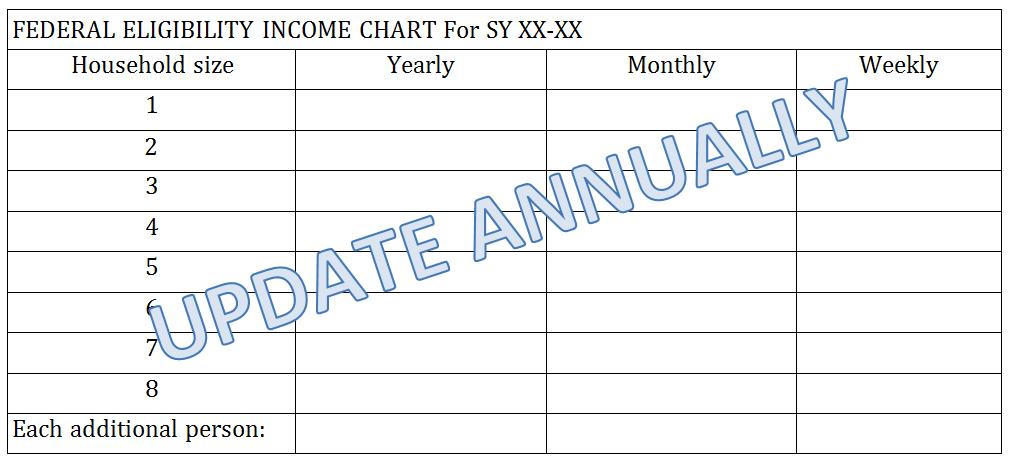 FEDERAL ELIGIBILITY INCOME CHART For SY XX-XX
Household size Yearly Monthly Weekly
1
2
3
4
5
6
7
8
Each additional person:
UPDATE ANNUALLY